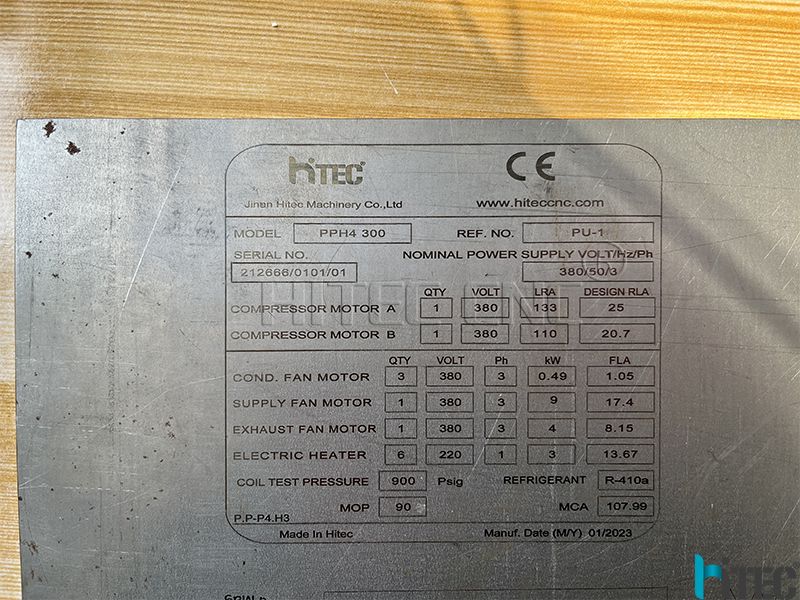 HiTEC CE
Jinan Hitec Machinery Co.,Ltd www.hiteccnc.com
MODEL PPH4 300 REF. NO. PU-1
SERIAL NO. NOMINAL POWER SUPPLY VOLT/Hz/Ph
212666/0101/01 380/50/3
QTY VOLT LRA DESIGN RLA
COMPRESSOR MOTOR A 1 380 133 25
COMPRESSOR MOTOR B 1 380 110 20.7
HITEC CNC ®
QTY VOLT Ph kW FLA
COND. FAN MOTOR 3 380 3 0.49 1.05
SUPPLY FAN MOTOR 1 380 3 9 17.4
EXHAUST FAN MOTOR 1 380 3 4 8.15
ELECTRIC HEATER 6 220 1 3 13.67
COIL TEST PRESSURE 900 Psig REFRIGERANT R-410a
MOP 90 MCA 107.99
P.P-P4.H3
Made In Hitec Manuf. Date (M/Y) 01/2023
HiTEC